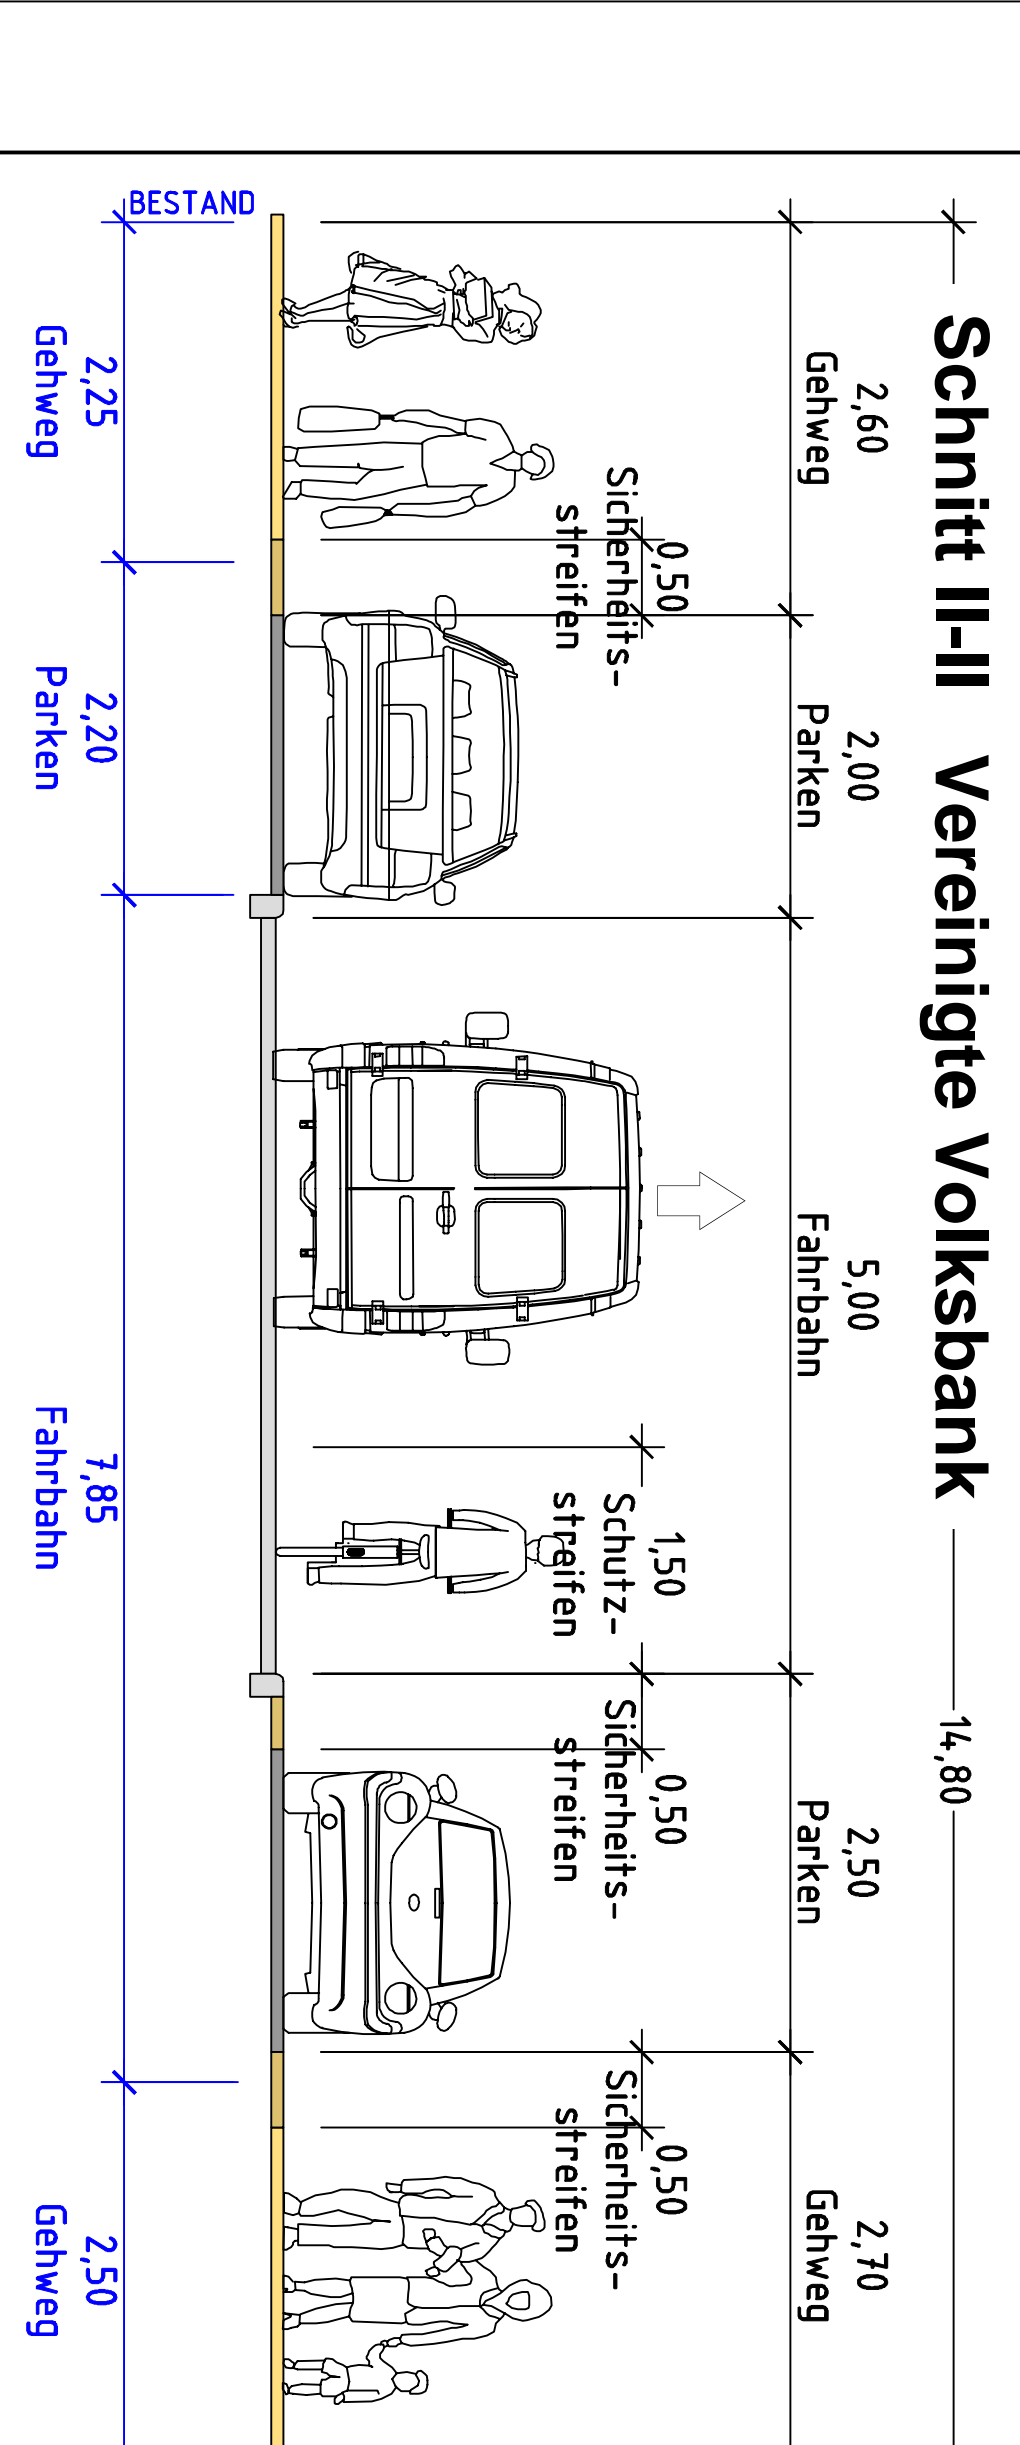 Schnitt II-II Vereinigte Volksbank
14,80
2,60
Gehweg
2,00
Parken
5,00
Fahrbahn
2,50
Parken
2,70
Gehweg
0,50
Sicherheits-
streifen
1,50
Schutz-
streifen
0,50
Sicherheits-
streifen
0,50
Sicherheits-
streifen
BESTAND
2,25
Gehweg
2,20
Parken
7,85
Fahrbahn
2,50
Gehweg